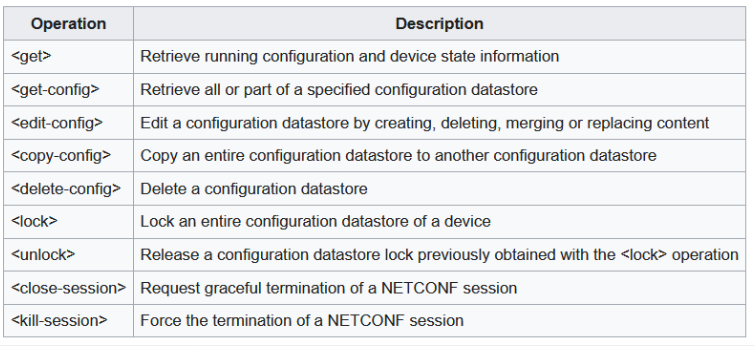 Operation Description
<get> Retrieve running configuration and device state information
<get-config> Retrieve all or part of a specified configuration datastore
<edit-config> Edit a configuration datastore by creating, deleting, merging or replacing content
<copy-config> Copy an entire configuration datastore to another configuration datastore
<delete-config> Delete a configuration datastore
<lock> Lock an entire configuration datastore of a device
<unlock> Release a configuration datastore lock previously obtained with the <lock> operation
<close-session> Request graceful termination of a NETCONF session
<kill-session> Force the termination of a NETCONF session